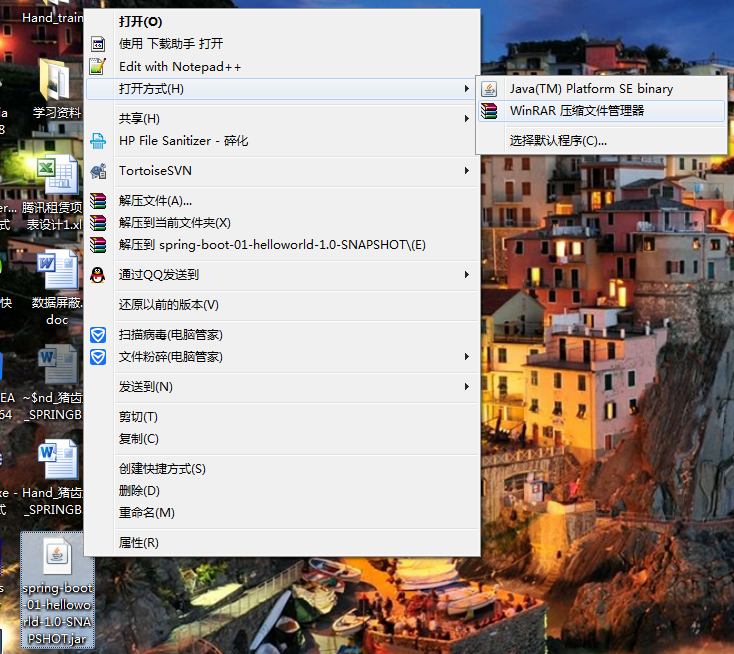 Hand_train
学习资料
腾讯租赁项
表设计1.xl
数据屏蔽.
doc
~$nd_猪齿
_SPRINGB
Hand_猪齿
_SPRINGB
spring-boot
-01-hellowo
rld-1.0-SNA
PSHOT.jar
打开(O)
使用 下载助手 打开
Edit with Notepad++
打开方式(H)
共享(H)
HP File Sanitizer - 碎化
TortoiseSVN
解压文件(A)...
解压到当前文件夹(X)
解压到 spring-boot-01-helloworld-1.0-SNAPSHOT\(E)
通过QQ发送到
还原以前的版本(V)
扫描病毒(电脑管家)
文件粉碎(电脑管家)
发送到(N)
剪切(T)
复制(C)
创建快捷方式(S)
删除(D)
重命名(M)
属性(R)
Java(TM) Platform SE binary
WinRAR 压缩文件管理器
选择默认程序(C)...